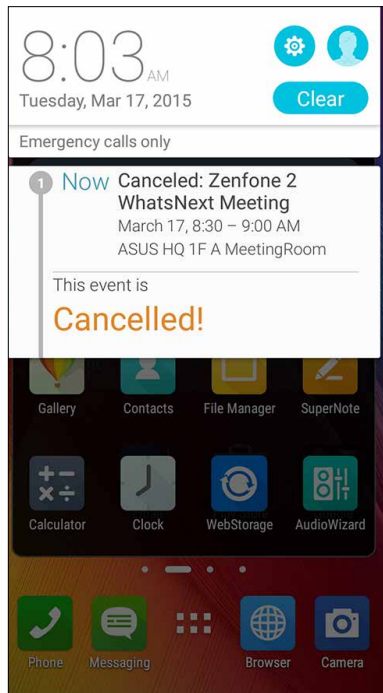 8:03 AM
Tuesday, Mar 17, 2015
Clear
Emergency calls only
1
Now
Canceled: Zenfone 2
WhatsNext Meeting
March 17, 8:30 – 9:00 AM
ASUS HQ 1F A MeetingRoom
This event is
Cancelled!
Gallery Contacts File Manager SuperNote
Calculator Clock WebStorage AudioWizard
Phone Messaging Browser Camera